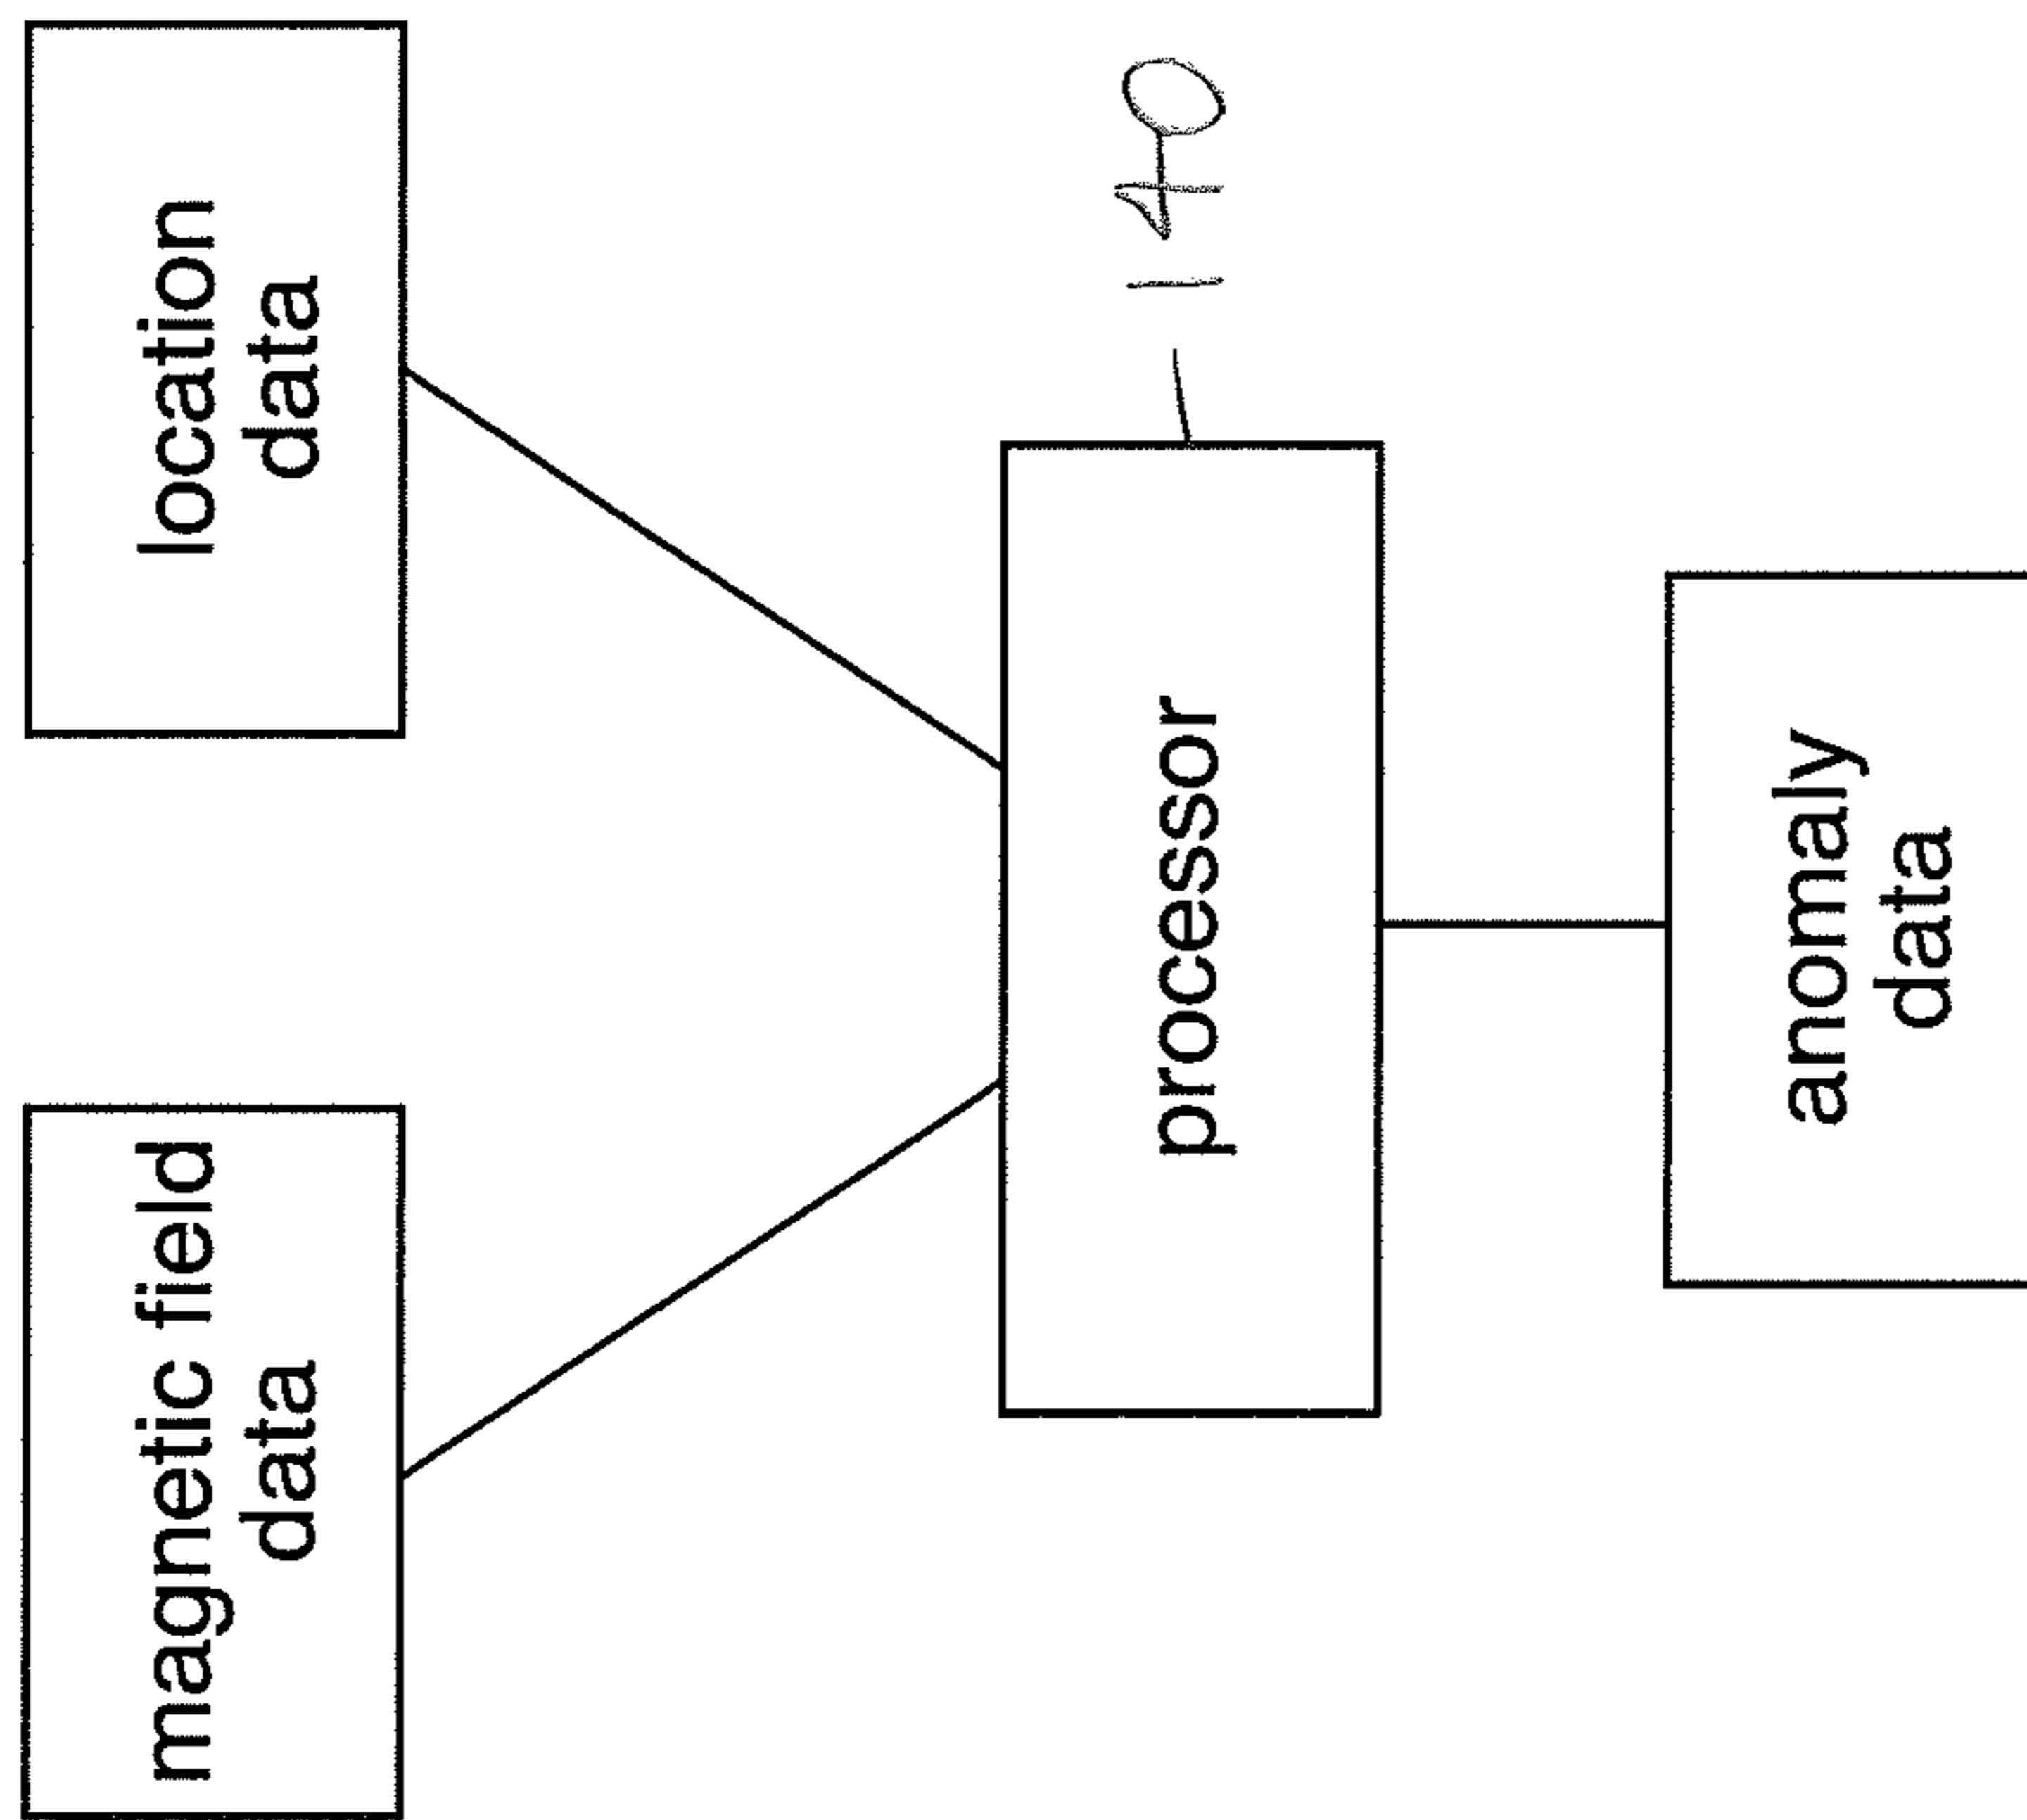 magnetic field
data
location
data
processor
140
anomaly
data